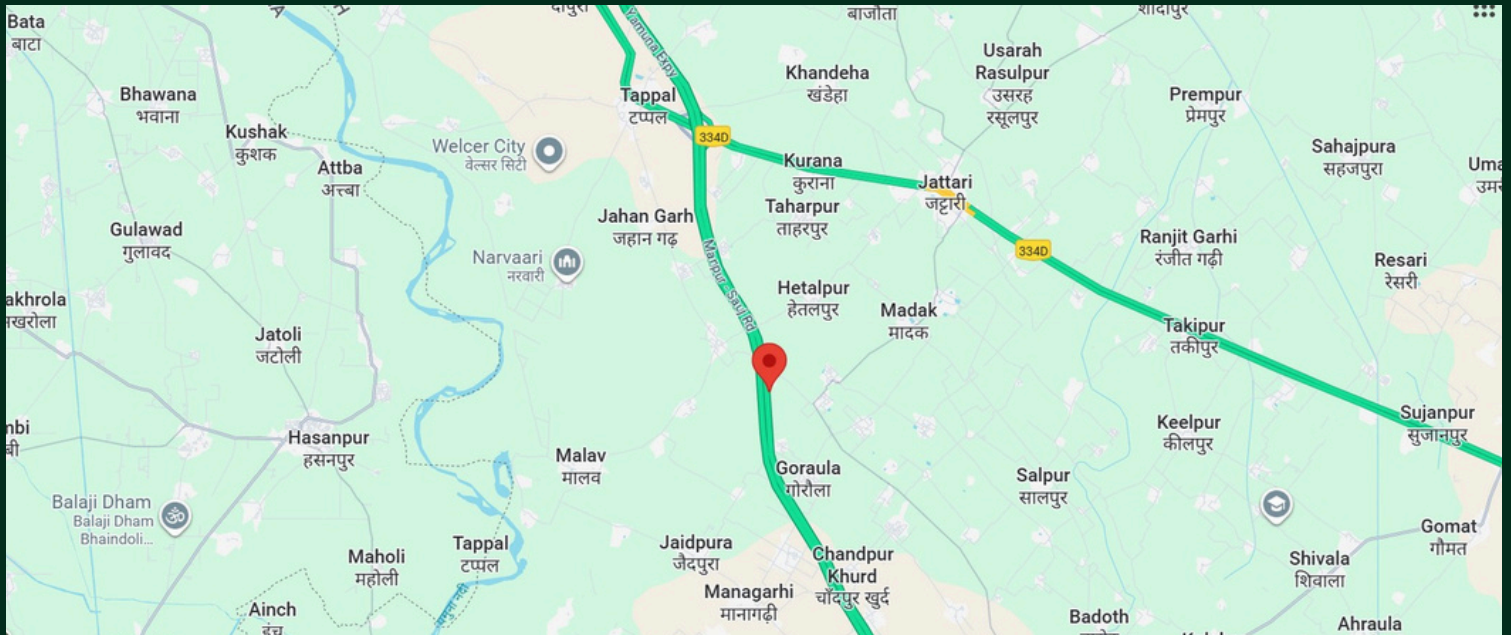 Bata
बाटा
बाजौता
Yamuna Expy
Usarah
Rasulpur
उसरह
रसूलपुर
Khandeha
खंडेहा
Bhawana
भवाना
Tappal
टप्पल
Prempur
प्रेमपुर
Kushak
कुशक
334D
Welcer City
वेल्सर सिटी
Attba
अत्त्बा
Kurana
कुराना
Sahajpura
सहजपुरा
Jattari
जट्टारी
Jahan Garh
जहान गढ़
Taharpur
ताहरपुर
Gulawad
गुलावद
334D
Ranjit Garhi
रंजीत गढ़ी
Narvaari
नरवारी
Resari
रेसरी
Manpur - Sauj Rd
akhrola
खरोला
Hetalpur
हेतलपुर
Madak
मादक
Jatoli
जटोली
Takipur
तकीपुर
Hasanpur
हसनपुर
Keelpur
कीलपुर
Sujanpur
सुजानपुर
Malav
मालव
Goraula
गोरौला
Salpur
सालपुर
Balaji Dham
Balaji Dham
Bhaindoli...
Gomat
गौमत
Maholi
महोली
Tappal
टप्पल
Jaidpura
जैदपुरा
Chandpur
Khurd
चाँदपुर खुर्द
Shivala
शिवाला
Managarhi
मानागढ़ी
यमुना नदी
Ainch
इंच
Badoth
Ahraula